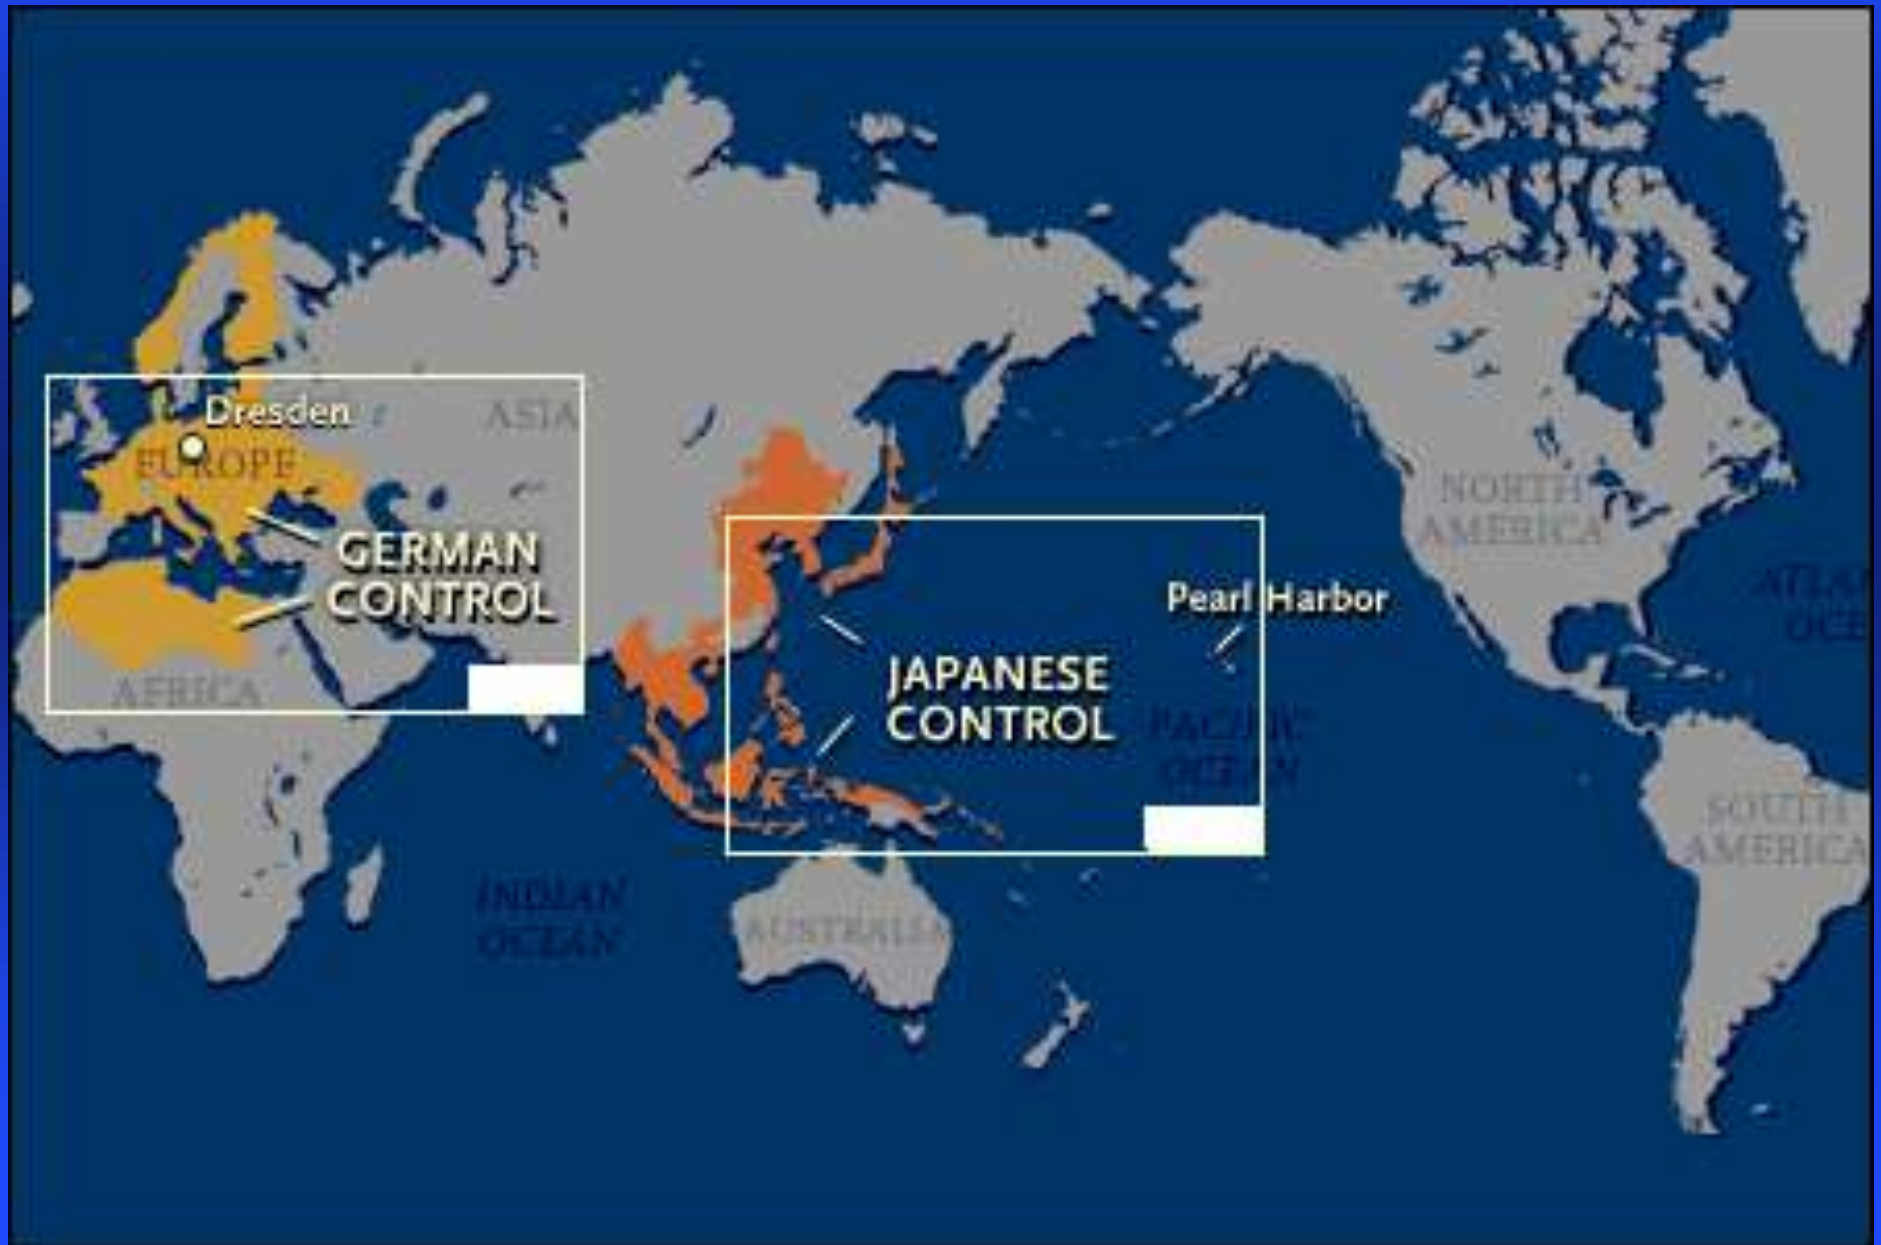 Dresden
ASIA
EUROPE
GERMAN
CONTROL
AFRICA
Pearl Harbor
JAPANESE
CONTROL
PACIFIC
OCEAN
NORTH
AMERICA
SOUTH
AMERICA
INDIAN
OCEAN
AUSTRALIA